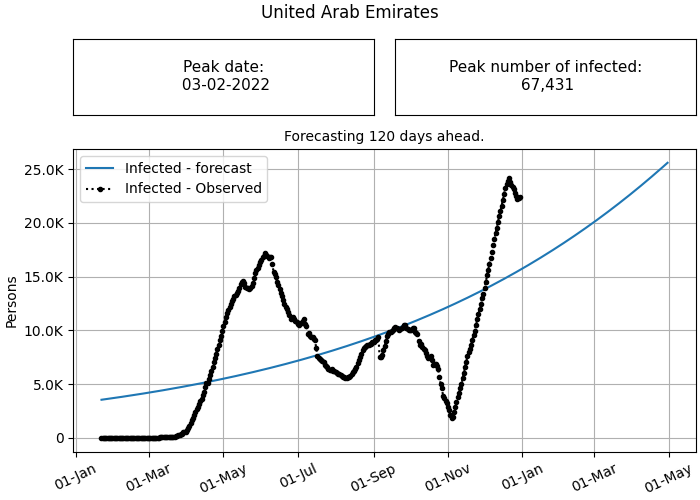 United Arab Emirates
Peak date:
03-02-2022
Peak number of infected:
67,431
Forecasting 120 days ahead.
Infected - forecast
Infected - Observed
Persons
25.0K
20.0K
15.0K
10.0K
5.0K
0
01-Jan
01-Mar
01-May
01-Jul
01-Sep
01-Nov
01-Jan
01-Mar
01-May